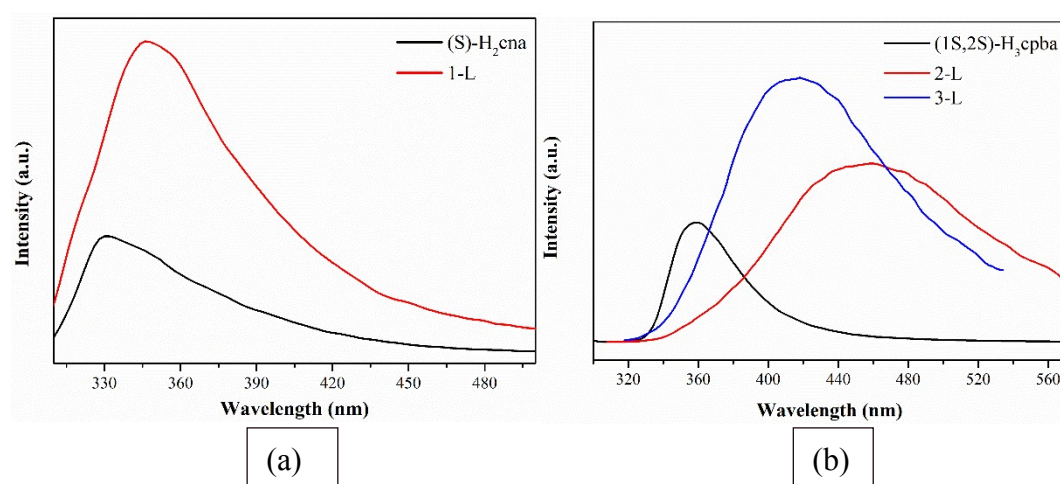 (S)-H₂cna
1-L
Intensity (a.u.)
330 360 390 420 450 480
Wavelength (nm)
(a)
(1S,2S)-H₃cpba
2-L
3-L
Intensity (a.u.)
320 360 400 440 480 520 560
Wavelength (nm)
(b)